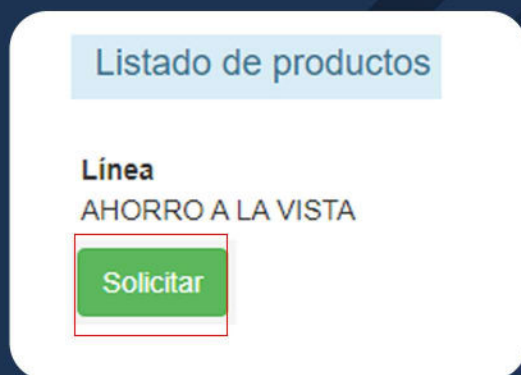 Listado de productos
Línea
AHORRO A LA VISTA
Solicitar